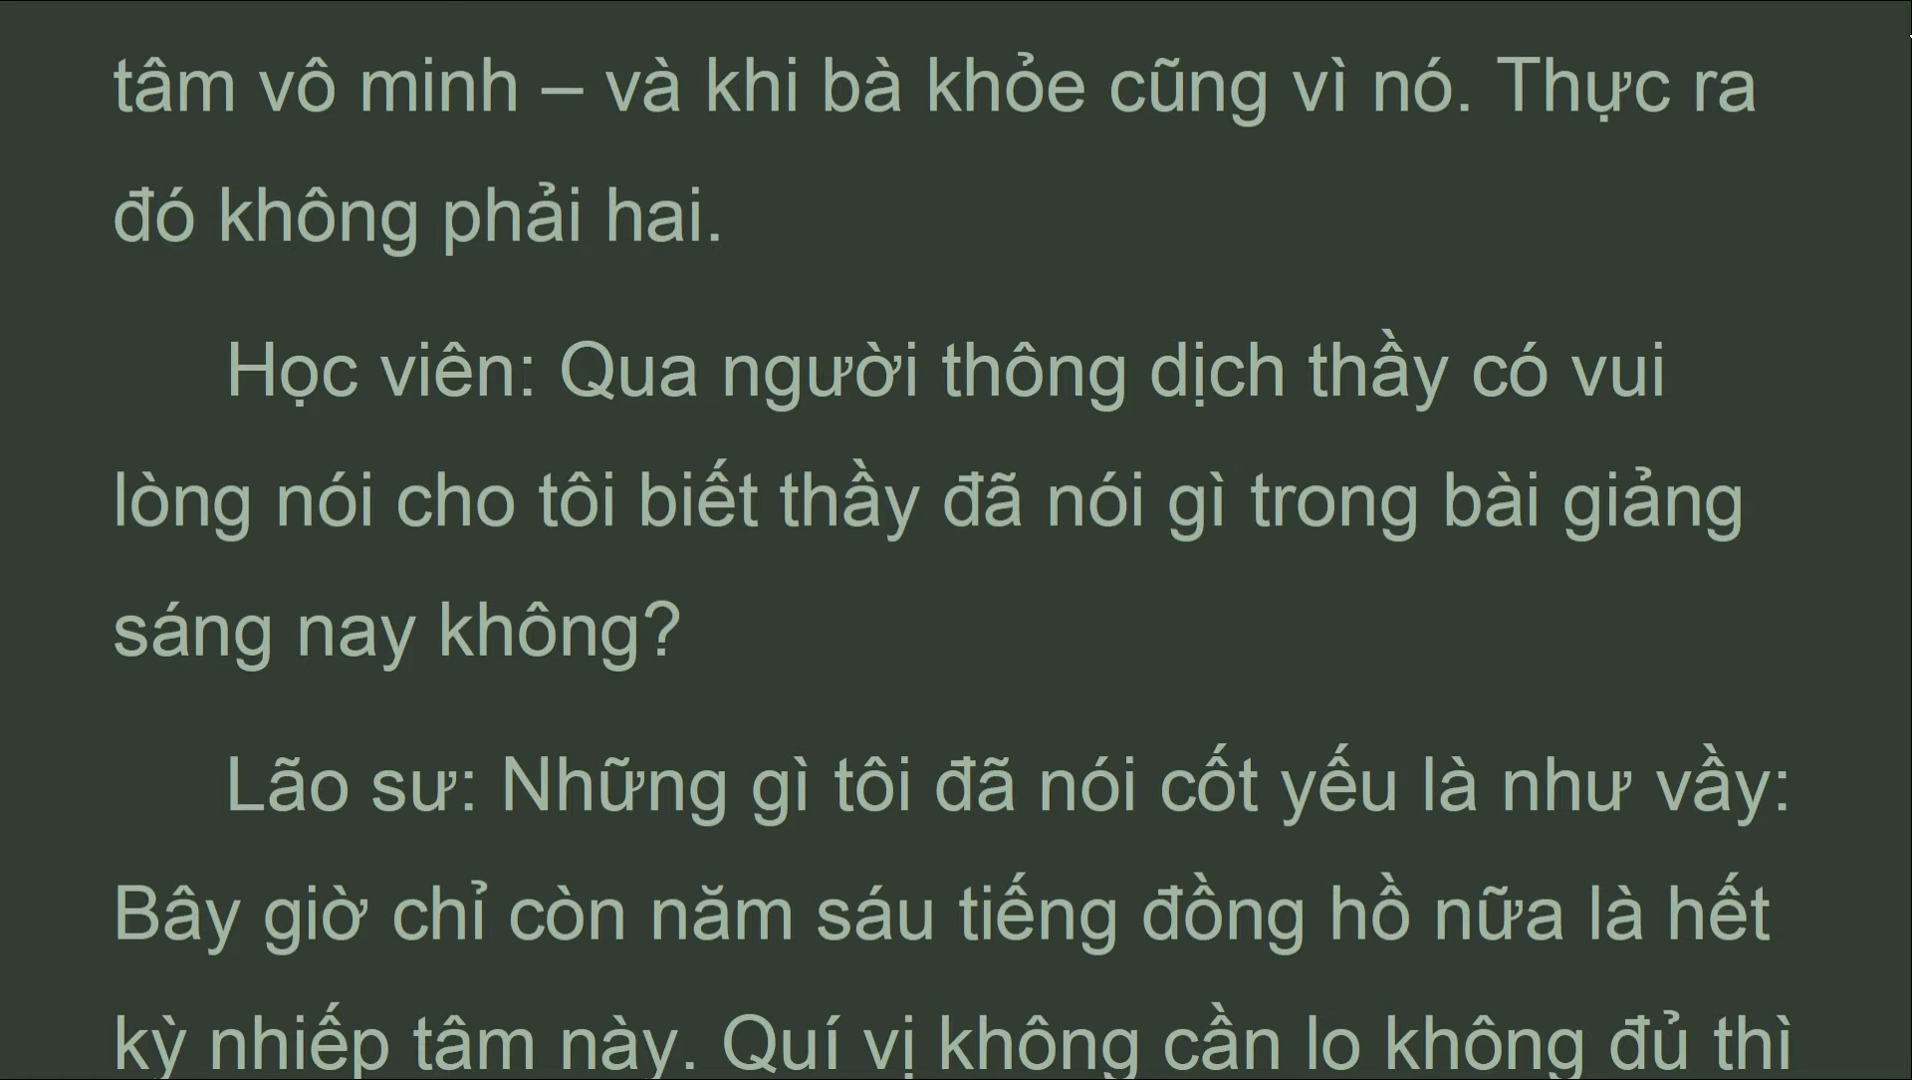 tâm vô minh – và khi bà khỏe cũng vì nó. Thực ra
đó không phải hai.
Học viên: Qua người thông dịch thầy có vui
lòng nói cho tôi biết thầy đã nói gì trong bài giảng
sáng nay không?
Lão sư: Những gì tôi đã nói cốt yếu là như vầy:
Bây giờ chỉ còn năm sáu tiếng đồng hồ nữa là hết
kỳ nhiếp tâm này. Quí vị không cần lo không đủ thì